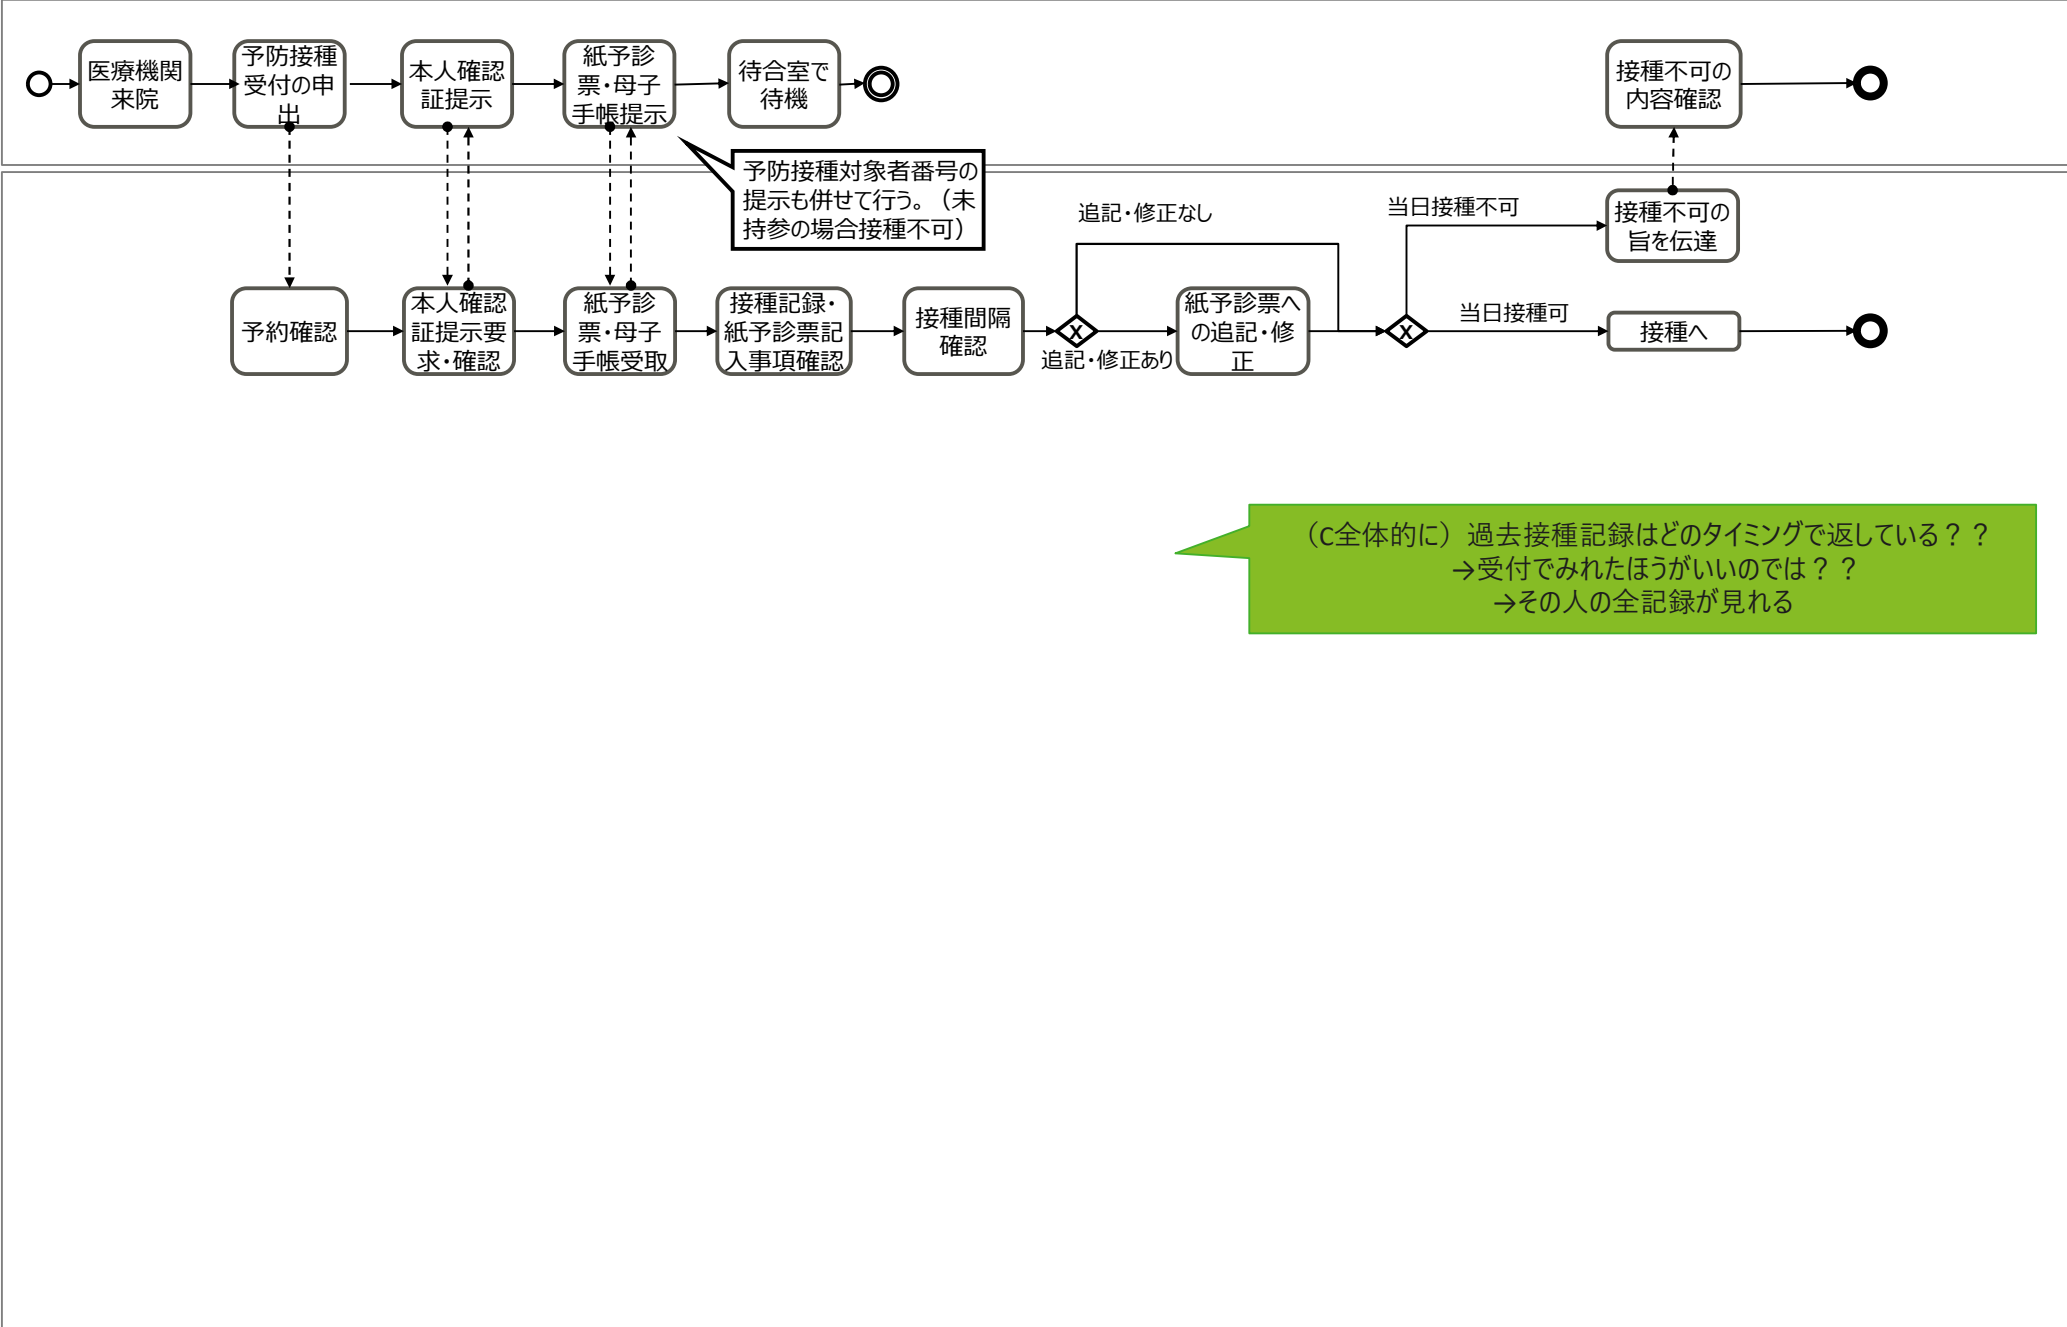 医療機関
来院
予防接種
受付の申
出
本人確認
証提示
紙予診
票・母子
手帳提示
待合室で
待機
接種不可の
内容確認
予防接種対象者番号の
提示も併せて行う。（未
持参の場合接種不可）
追記・修正なし
当日接種不可
接種不可の
旨を伝達
予約確認
本人確認
証提示要
求・確認
紙予診
票・母子
手帳受取
接種記録・
紙予診票記
入事項確認
接種間隔
確認
X
追記・修正あり
紙予診票へ
の追記・修
正
X
当日接種可
接種へ
（C全体的に）過去接種記録はどのタイミングで返している？？
→受付でみれたほうがいいのでは？？
→その人の全記録が見れる